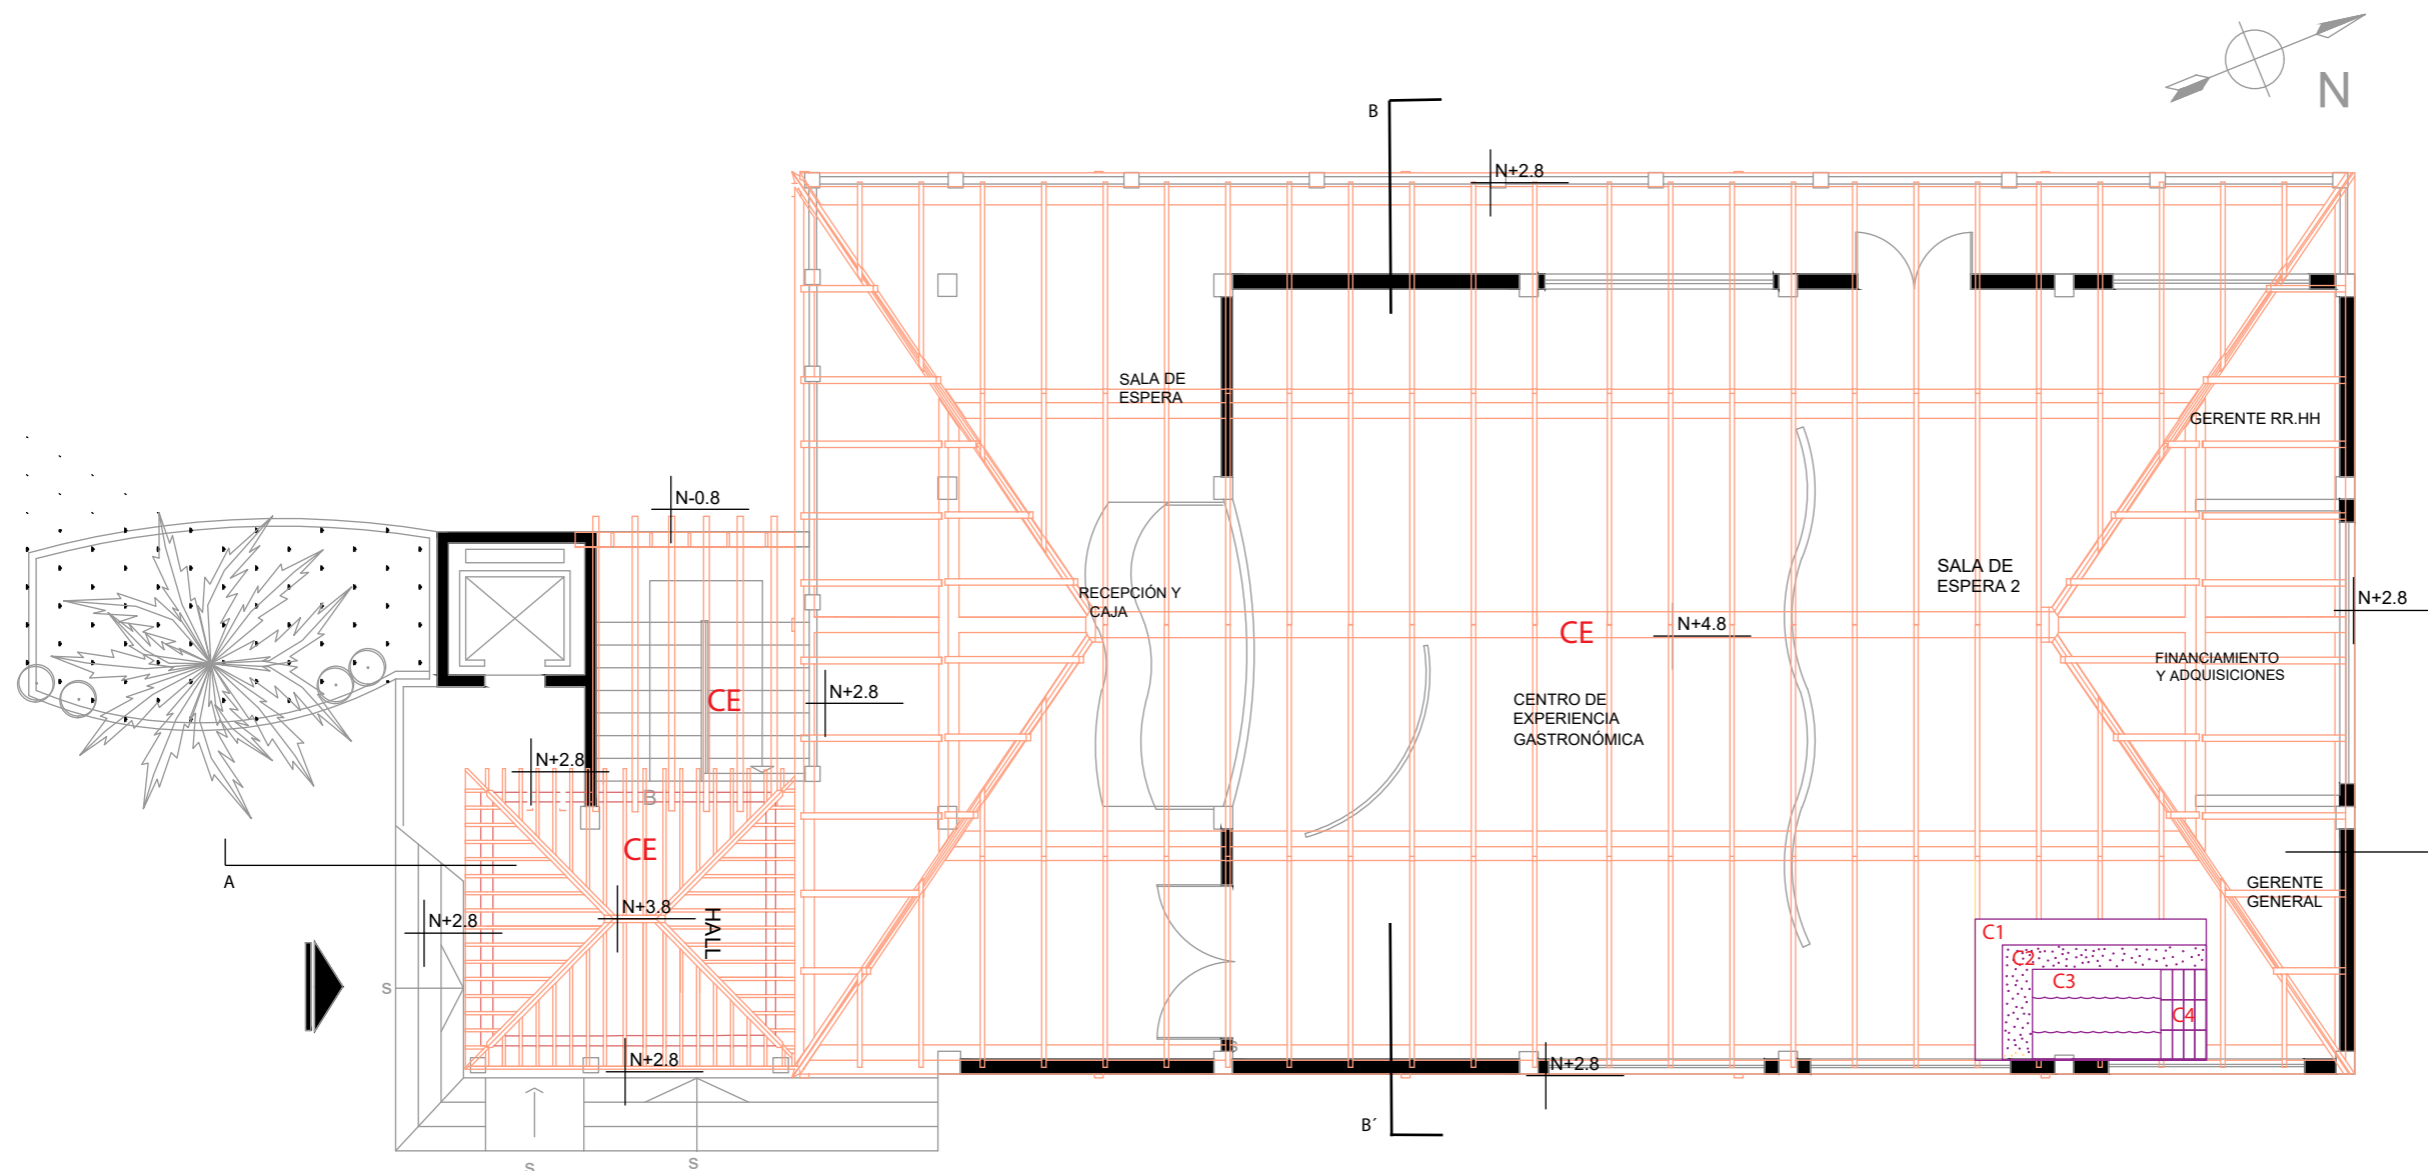 N
B
N+2.8
SALA DE
ESPERA
GERENTE RR.HH
N-0.8
SALA DE
ESPERA 2
RECEPCIÓN Y
CAJA
CE
N+4.8
N+2.8
FINANCIAMIENTO
Y ADQUISICIONES
CE
N+2.8
CENTRO DE
EXPERIENCIA
GASTRONÓMICA
N+2.8
B
CE
A
GERENTE
GENERAL
N+3.8
HALL
N+2.8
C1
C2
C3
C4
S
S
N+2.8
N+2.8
B´
S
S